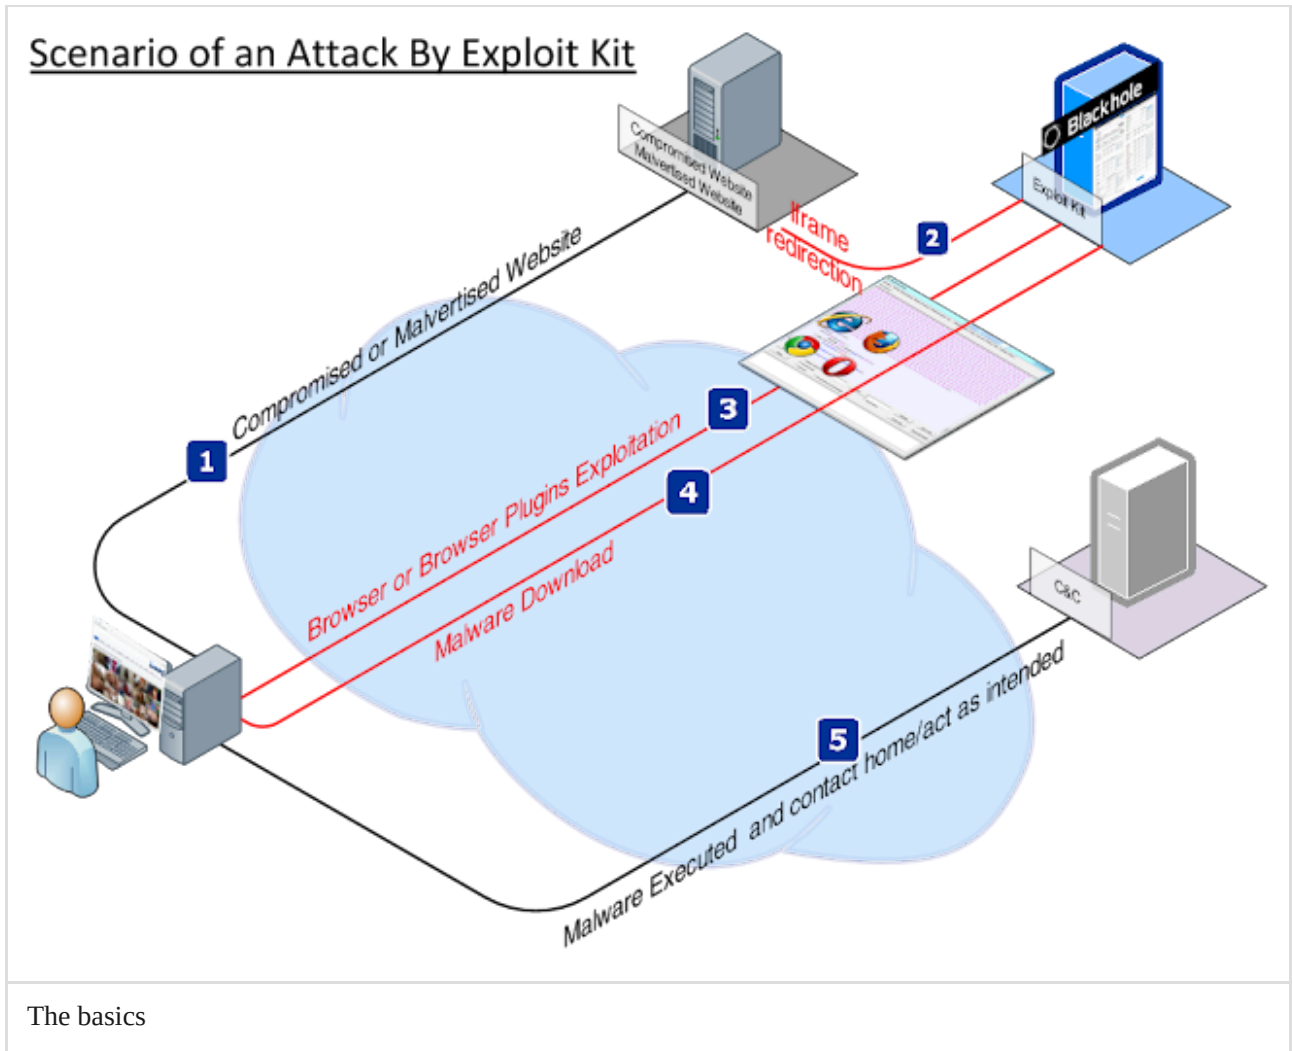 Scenario of an Attack By Exploit Kit
Compromised Website
Malvertised Website
Blackhole
Exploit Kit
Iframe
redirection
2
Compromised or Malvertised Website
1
3
Browser or Browser Plugins Exploitation
4
Malware Download
C&C
5
Malware Executed and contact home/act as intended
The basics